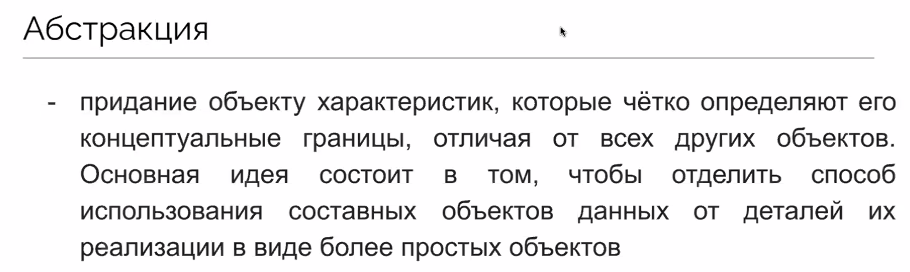 Абстракция
- придание объекту характеристик, которые чётко определяют его
концептуальные границы, отличая от всех других объектов.
Основная идея состоит в том, чтобы отделить способ
использования составных объектов данных от деталей их
реализации в виде более простых объектов